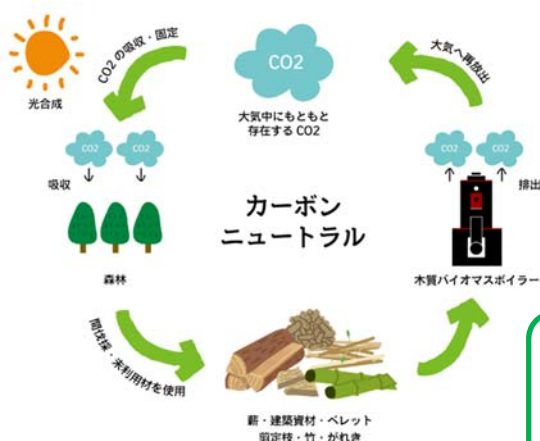 CO2の吸収・固定
CO2
大気へ再放出
光合成
大気中にもともと
存在する CO2
CO2
CO2
CO2
CO2
吸収
排出
カーボン
ニュートラル
森林
木質バイオマスボイラー
間伐採・未利用材を使用
薪・建築資材・ペレット
剪定枝・竹・がれき